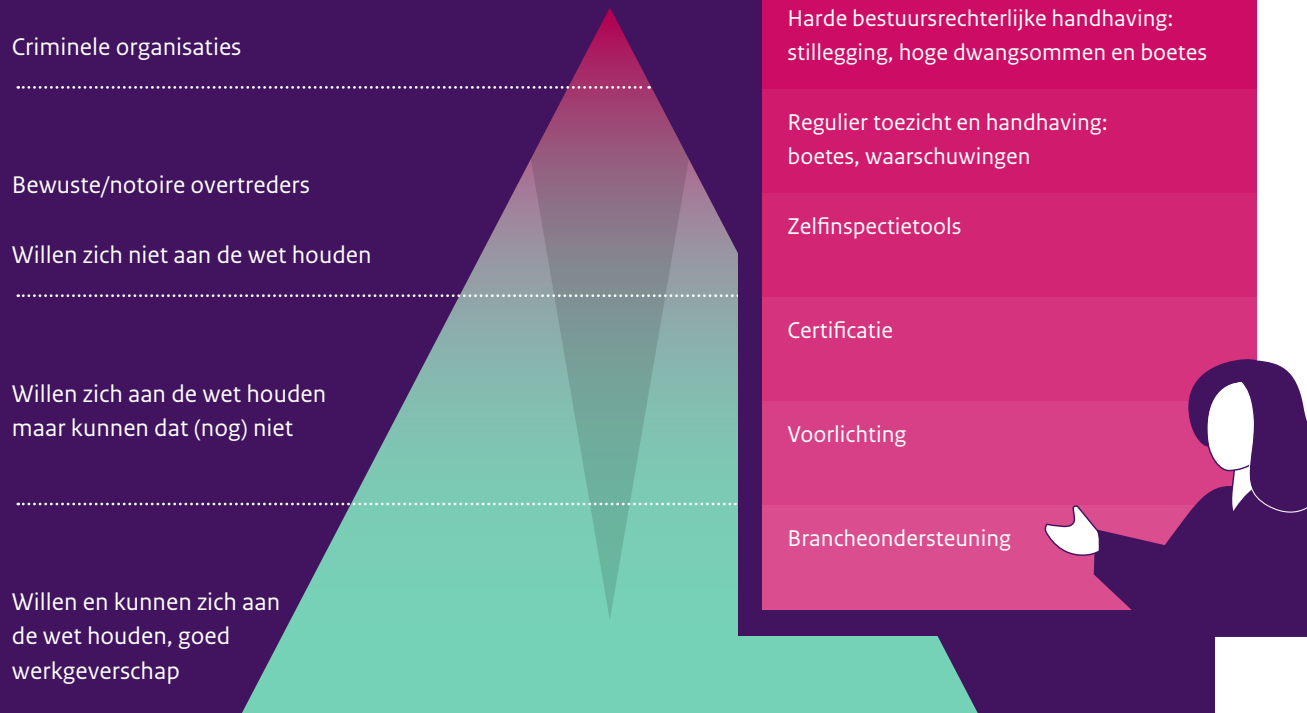 Criminele organisaties
Bewuste/notoire overtreders
Willen zich niet aan de wet houden
Willen zich aan de wet houden
maar kunnen dat (nog) niet
Willen en kunnen zich aan
de wet houden, goed
werkgeverschap
Harde bestuursrechterlijke handhaving:
stillegging, hoge dwangsommen en boetes
Regulier toezicht en handhaving:
boetes, waarschuwingen
Zelfinspectietools
Certificatie
Voorlichting
Brancheondersteuning